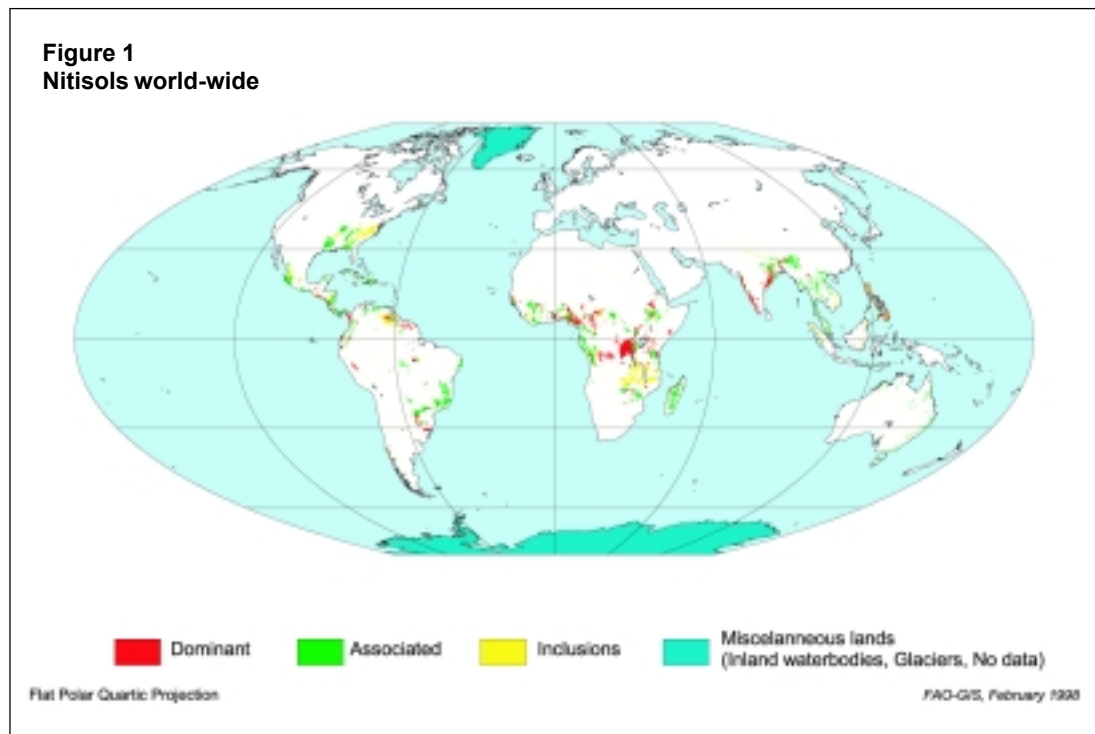 Figure 1
Nitisols world-wide
Dominant
Associated
Inclusions
Miscelanneous lands
(Inland waterbodies, Glaciers, No data)
Flat Polar Quartic Projection
FAO-GIS, February 1998